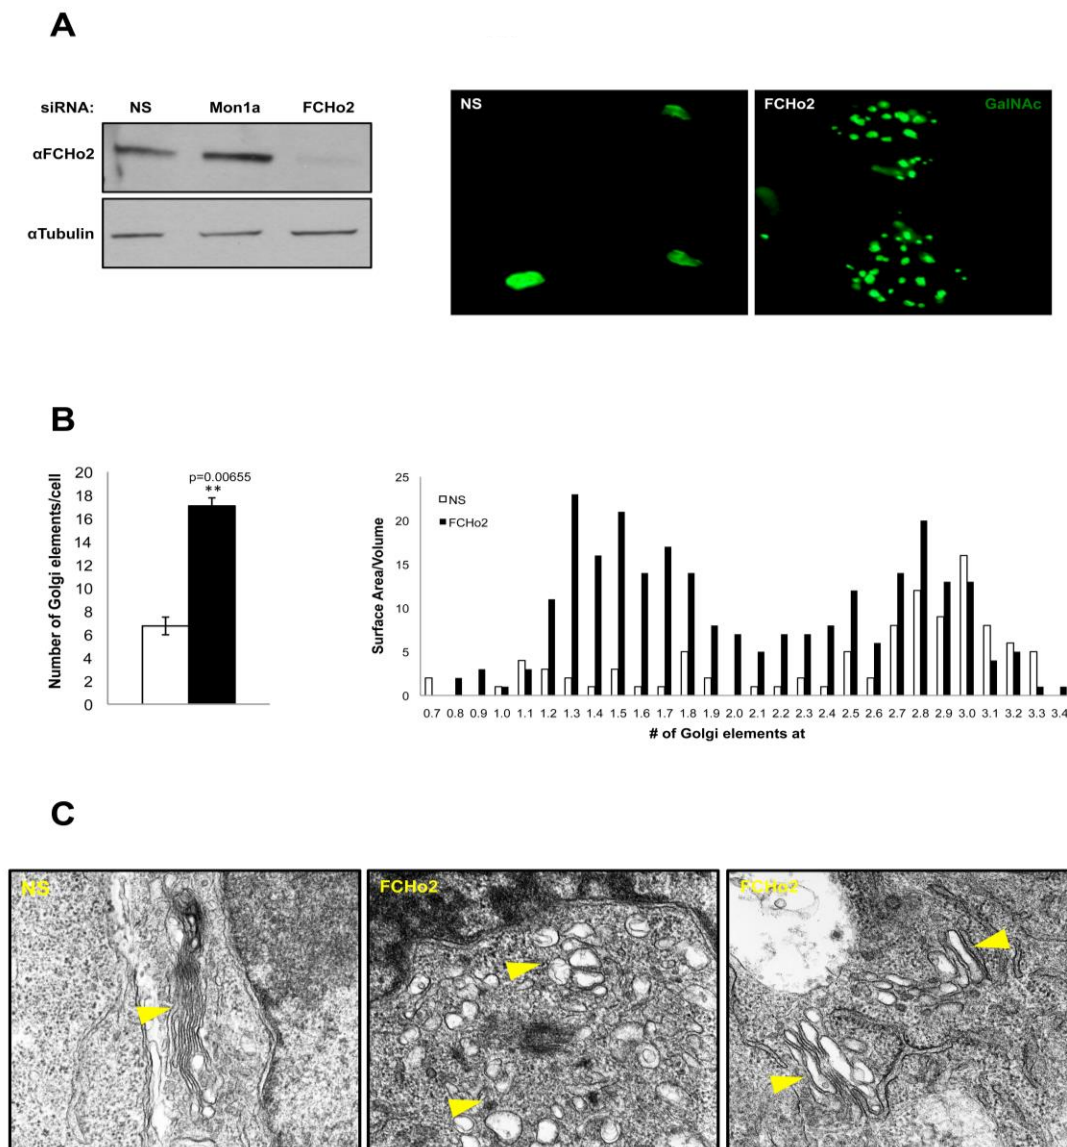 A
siRNA: NS Mon1a FCHo2
αFCHo2
αTubulin
NS
FCHo2 GalNAc
B
Number of Golgi elements/cell
20
18
16
14
12
10
8
6
4
2
0
p=0.00655
**
Surface Area/Volume
25
20
15
10
5
0
NS
FCHo2
0.7 0.8 0.9 1.0 1.1 1.2 1.3 1.4 1.5 1.6 1.7 1.8 1.9 2.0 2.1 2.2 2.3 2.4 2.5 2.6 2.7 2.8 2.9 3.0 3.1 3.2 3.3 3.4
# of Golgi elements at
C
NS
FCHo2
FCHo2